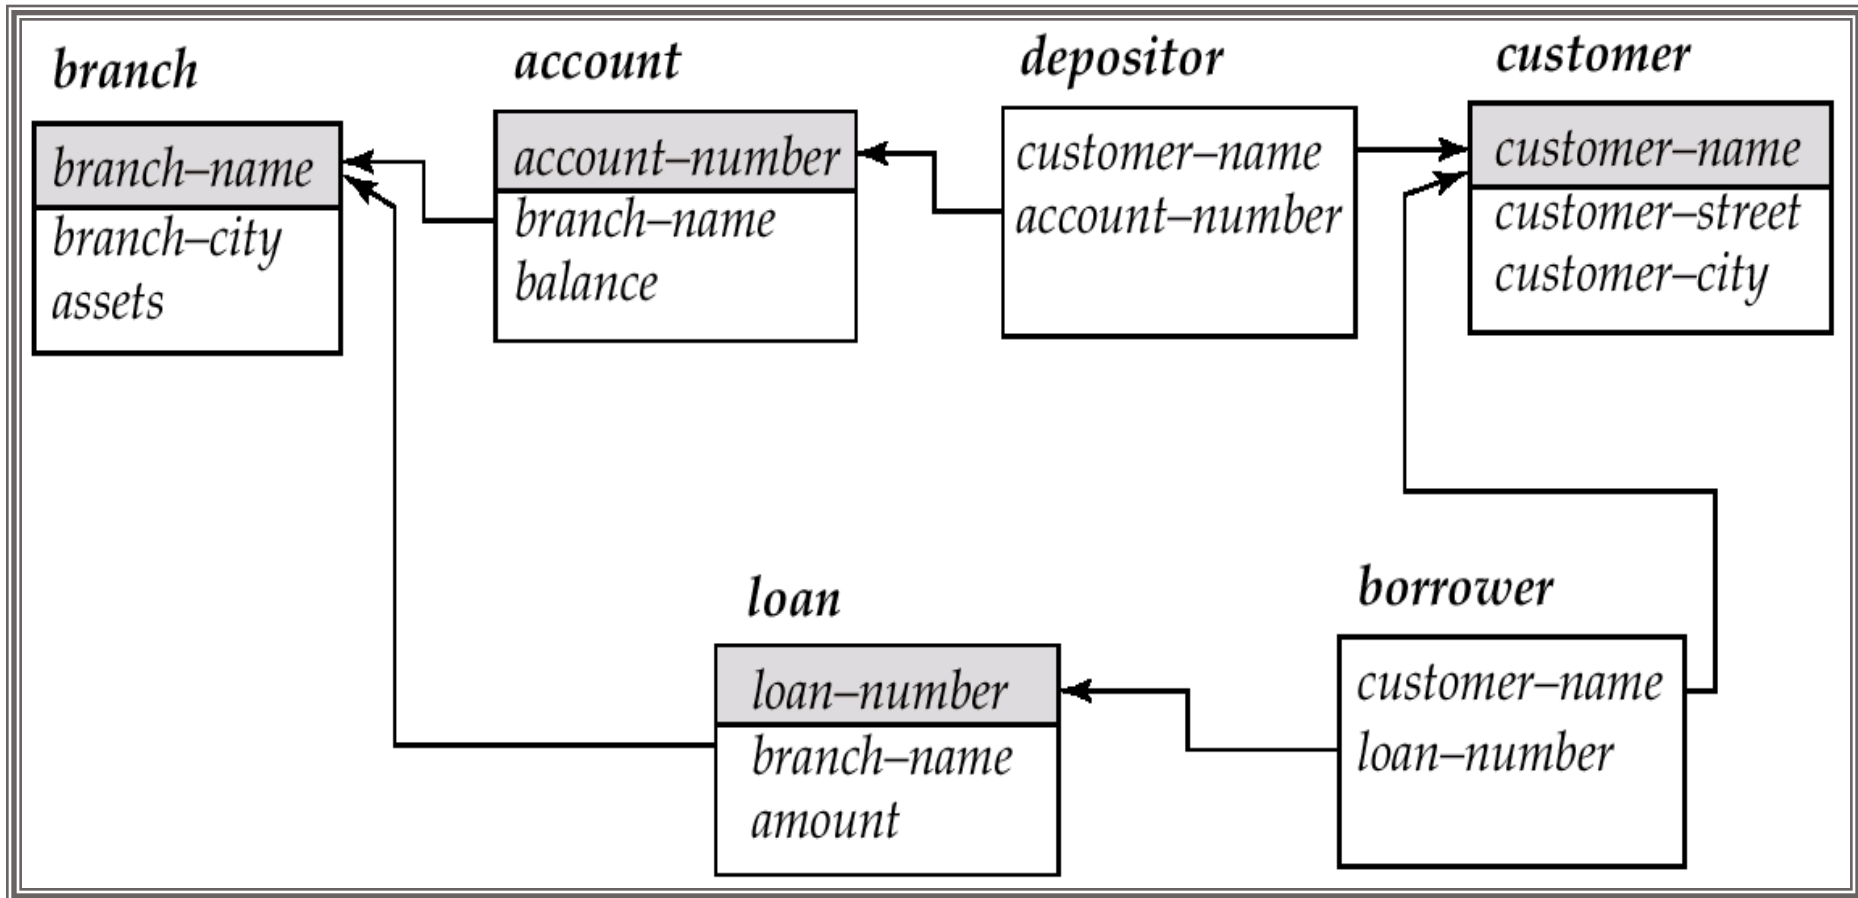 branch
branch–name
branch–city
assets
account
account–number
branch–name
balance
depositor
customer–name
account–number
customer
customer–name
customer–street
customer–city
loan
loan–number
branch–name
amount
borrower
customer–name
loan–number